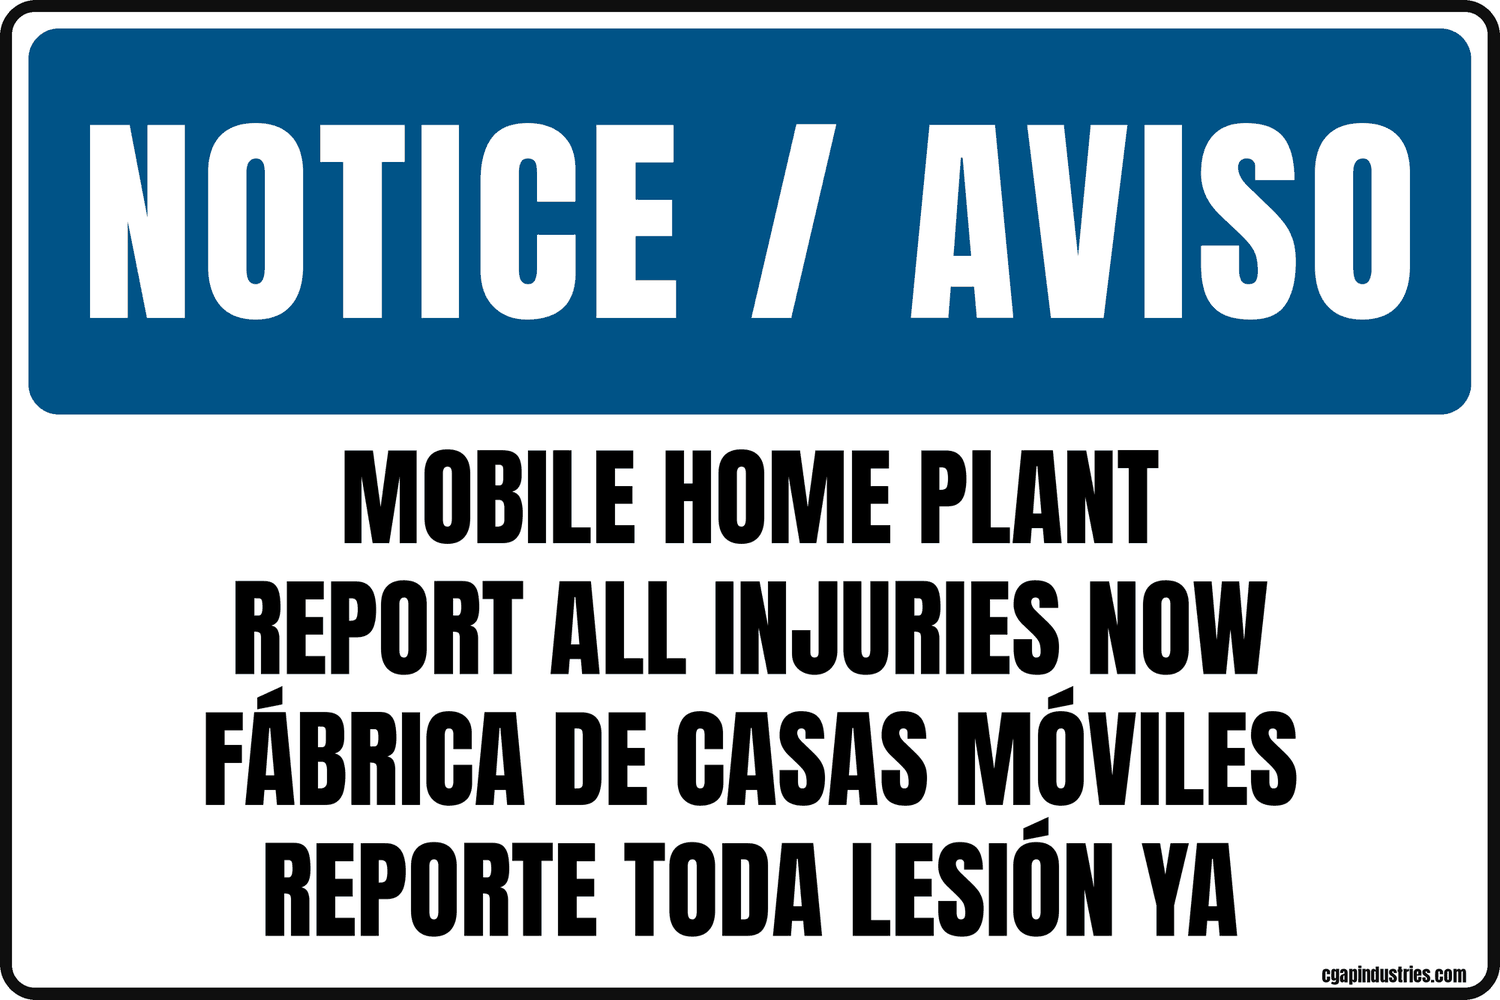 NOTICE / AVISO
MOBILE HOME PLANT
REPORT ALL INJURIES NOW
FÁBRICA DE CASAS MÓVILES
REPORTE TODA LESIÓN YA
cgapindustries.com